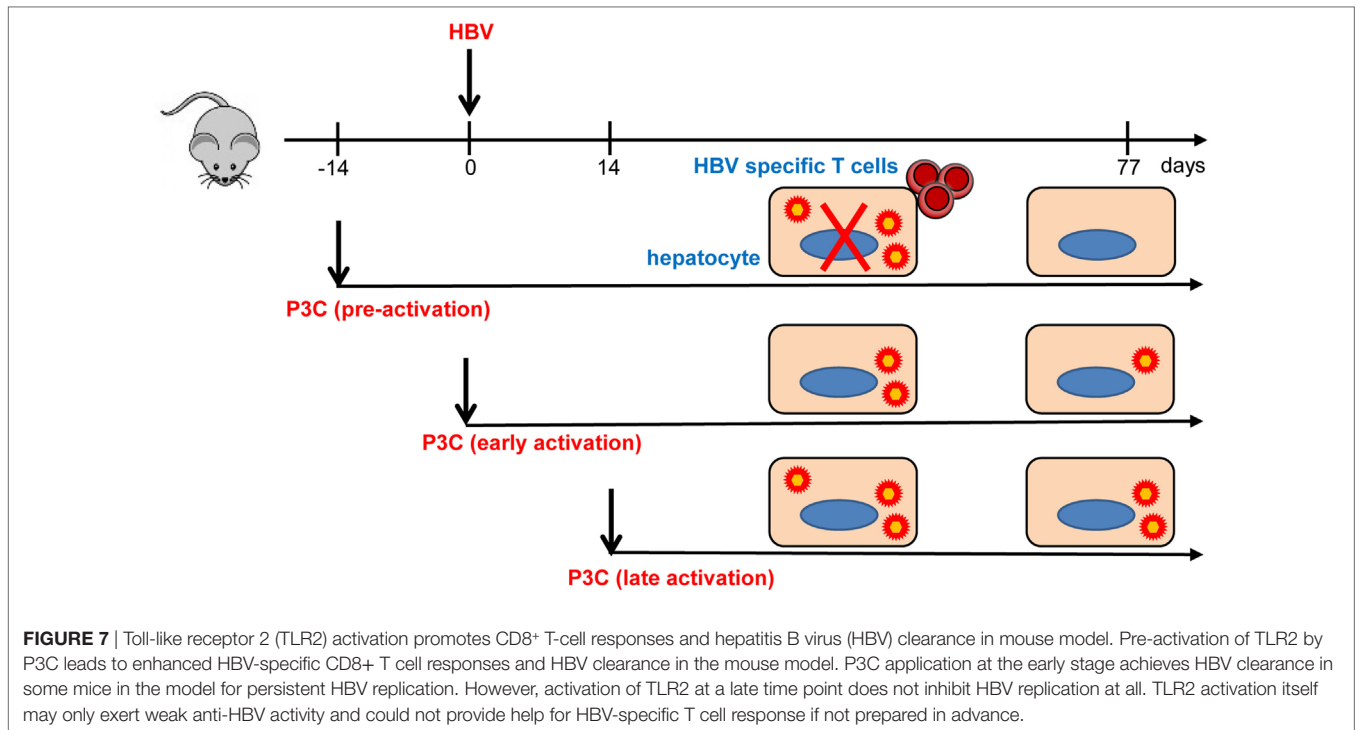 HBV
-14 0 14 77 days
HBV specific T cells
hepatocyte
P3C (pre-activation)
P3C (early activation)
P3C (late activation)
FIGURE 7 | Toll-like receptor 2 (TLR2) activation promotes CD8⁺ T-cell responses and hepatitis B virus (HBV) clearance in mouse model. Pre-activation of TLR2 by
P3C leads to enhanced HBV-specific CD8+ T cell responses and HBV clearance in the mouse model. P3C application at the early stage achieves HBV clearance in
some mice in the model for persistent HBV replication. However, activation of TLR2 at a late time point does not inhibit HBV replication at all. TLR2 activation itself
may only exert weak anti-HBV activity and could not provide help for HBV-specific T cell response if not prepared in advance.